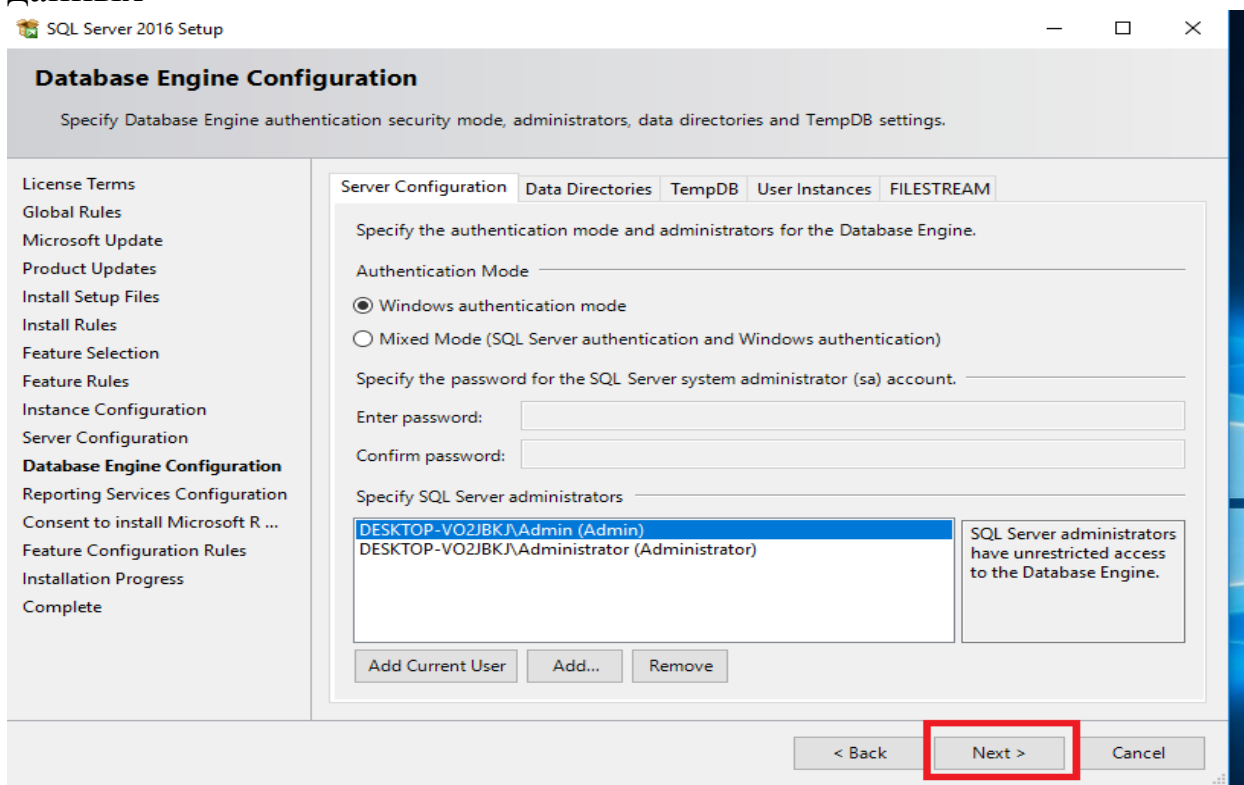 данных
SQL Server 2016 Setup
Database Engine Configuration
Specify Database Engine authentication security mode, administrators, data directories and TempDB settings.
License Terms
Global Rules
Microsoft Update
Product Updates
Install Setup Files
Install Rules
Feature Selection
Feature Rules
Instance Configuration
Server Configuration
Database Engine Configuration
Reporting Services Configuration
Consent to install Microsoft R ...
Feature Configuration Rules
Installation Progress
Complete
Server Configuration Data Directories TempDB User Instances FILESTREAM
Specify the authentication mode and administrators for the Database Engine.
Authentication Mode
Windows authentication mode
Mixed Mode (SQL Server authentication and Windows authentication)
Specify the password for the SQL Server system administrator (sa) account.
Enter password:
Confirm password:
Specify SQL Server administrators
DESKTOP-VO2JBKJ\Admin (Admin)
DESKTOP-VO2JBKJ\Administrator (Administrator)
SQL Server administrators
have unrestricted access
to the Database Engine.
Add Current User Add... Remove
< Back Next > Cancel